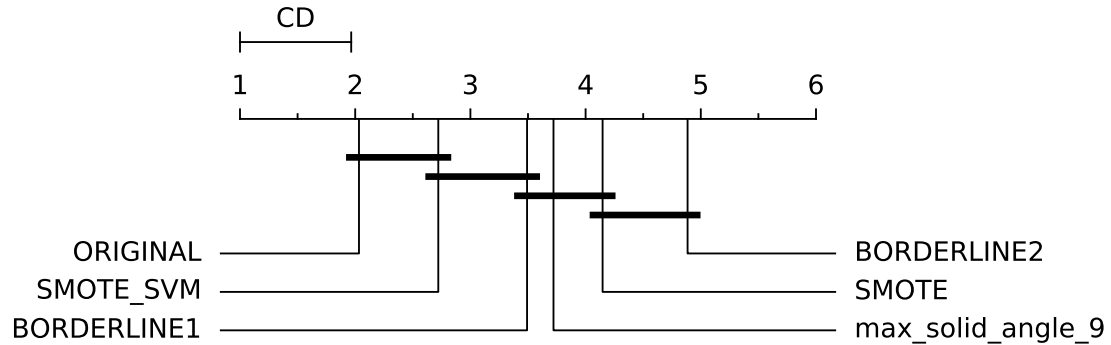 CD
1 2 3 4 5 6
ORIGINAL BORDERLINE2
SMOTE_SVM SMOTE
BORDERLINE1 max_solid_angle_9